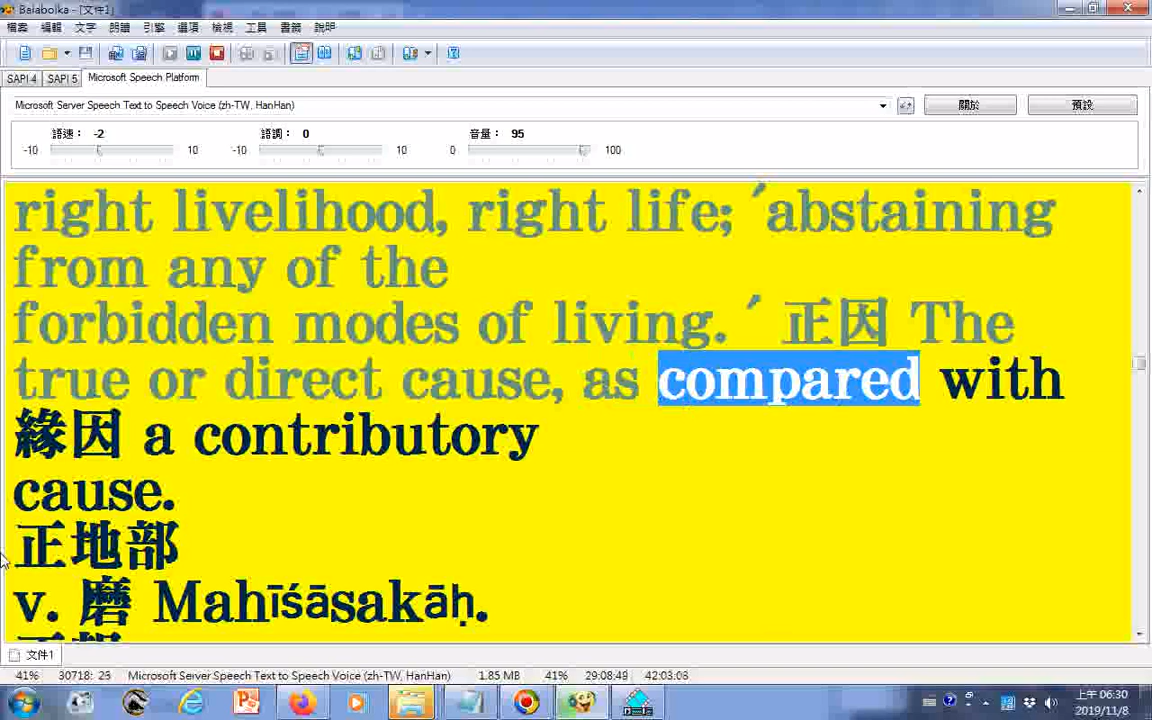 Balabolka - [文件1]
檔案 編輯 文字 朗讀 引擎 選項 檢視 工具 書籤 說明
SAPI 4 SAPI 5 Microsoft Speech Platform
Microsoft Server Speech Text to Speech Voice (zh-TW, HanHan) 關於 預設
語速： -2 語調： 0 音量： 95
-10 10 -10 10 0 100
right livelihood, right life; ´abstaining
from any of the
forbidden modes of living. ´ 正因 The
true or direct cause, as compared with
緣因 a contributory
cause.
正地部
v. 磨 Mahīśāsakāḥ.
文件1
41% 30718: 23 Microsoft Server Speech Text to Speech Voice (zh-TW, HanHan) 1.85 MB 41% 29:08:49 42:03:03
上午 06:30
2019/11/8